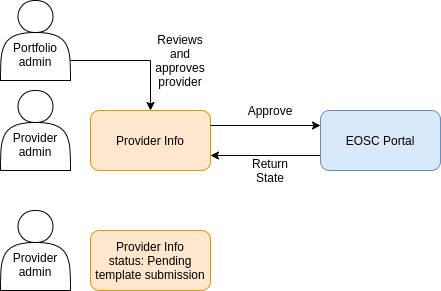 Portfolio
admin
Reviews
and
approves
provider
Provider
admin
Provider Info
Approve
EOSC Portal
Return
State
Provider
admin
Provider Info
status: Pending
template submission